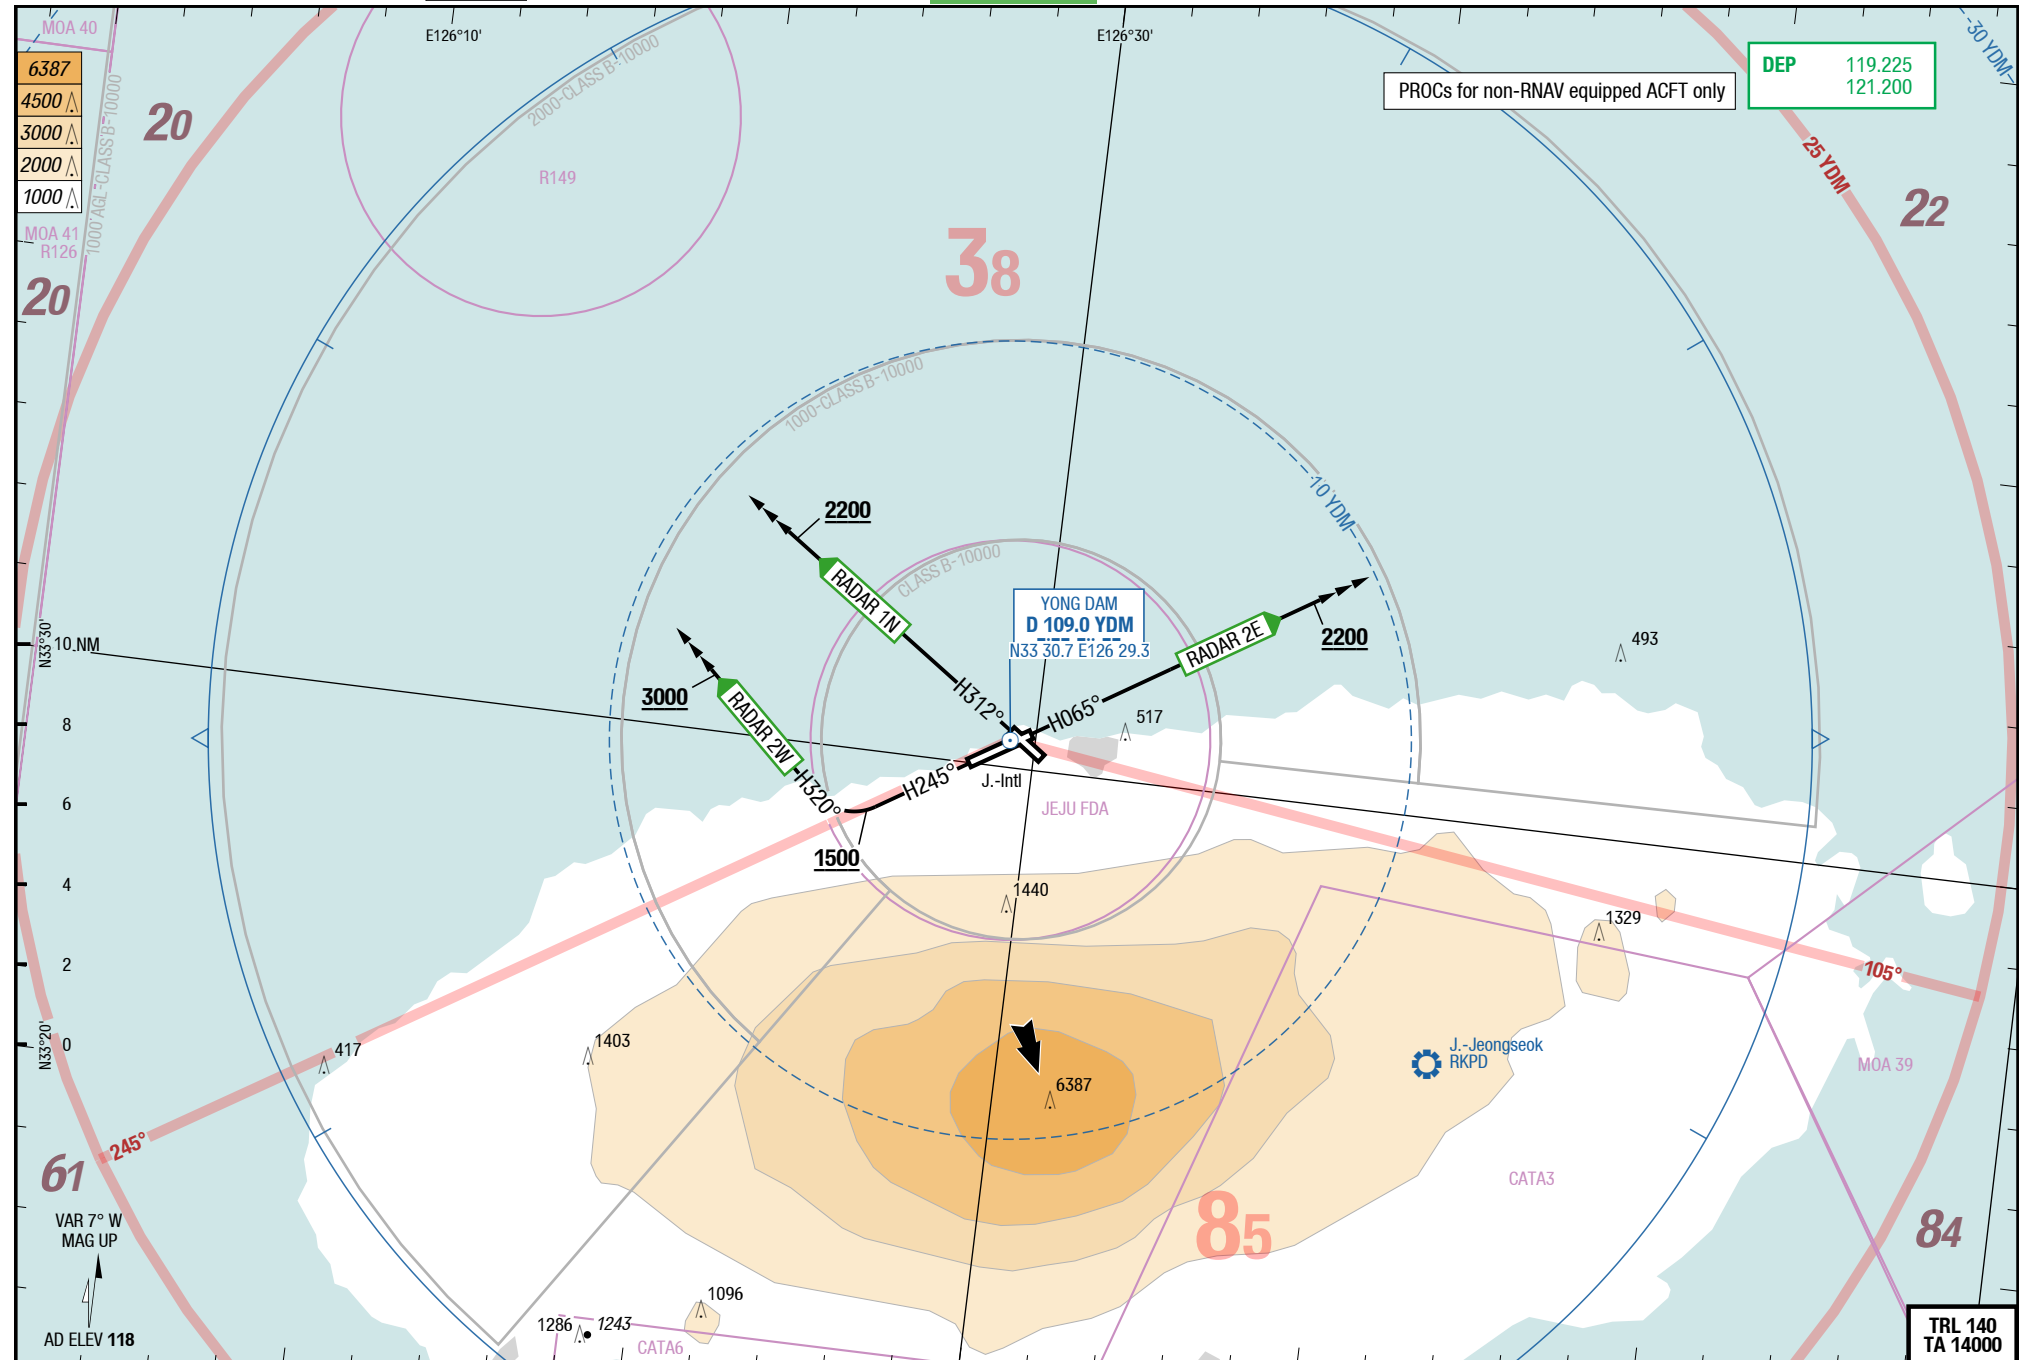 MOA 40
E126°10'
E126°30'
-30 YDM-
6387
4500
3000
2000
1000
20
2000-CLASS B-10000
1000 AGL-CLASS B-10000
PROCs for non-RNAV equipped ACFT only
DEP 119.225
121.200
25 YDM
R149
22
MOA 41
R126
20
38
1000-CLASS B-10000
-10 YDM-
2200
CLASS B-10000
RADAR 1N
YONG DAM
D 109.0 YDM
N33 30.7 E126 29.3
RADAR 2E
2200
493
N33°30'
10 NM
3000
RADAR 2W
H312°
H065°
517
8
H320°
H245°
J.-Intl
JEJU FDA
6
1500
4
1440
1329
2
105°
N33°20'
0
417
1403
J.-Jeongseok
RKPD
MOA 39
6387
245°
61
CATA3
85
84
VAR 7° W
MAG UP
1096
1286
1243
CATA6
AD ELEV 118
TRL 140
TA 14000